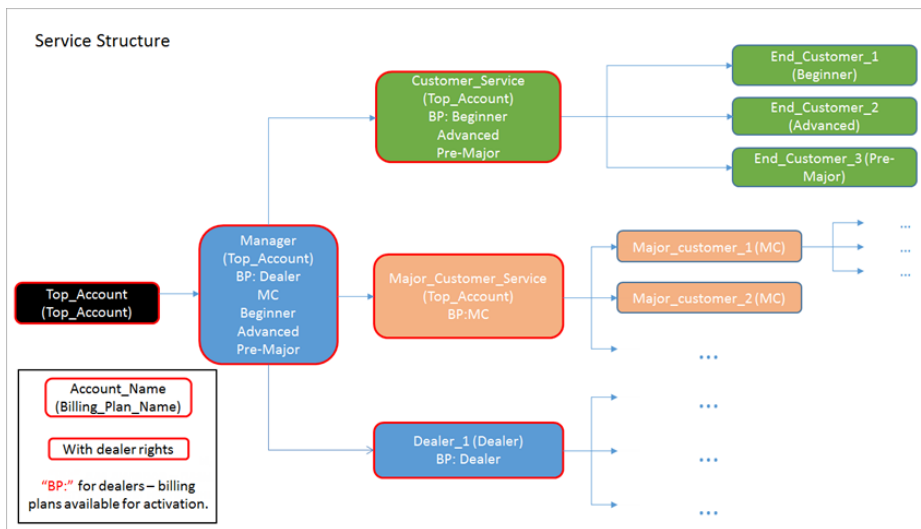 Service Structure
Customer_Service
(Top_Account)
BP: Beginner
Advanced
Pre-Major
End_Customer_1
(Beginner)
End_Customer_2
(Advanced)
End_Customer_3 (Pre-
Major)
Manager
(Top_Account)
BP: Dealer
MC
Beginner
Advanced
Pre-Major
Top_Account
(Top_Account)
Major_Customer_Service
(Top_Account)
BP:MC
Major_customer_1 (MC)
...
...
...
Major_customer_2 (MC)
...
Dealer_1 (Dealer)
BP: Dealer
...
...
...
Account_Name
(Billing_Plan_Name)
With dealer rights
“BP:” for dealers – billing
plans available for activation.